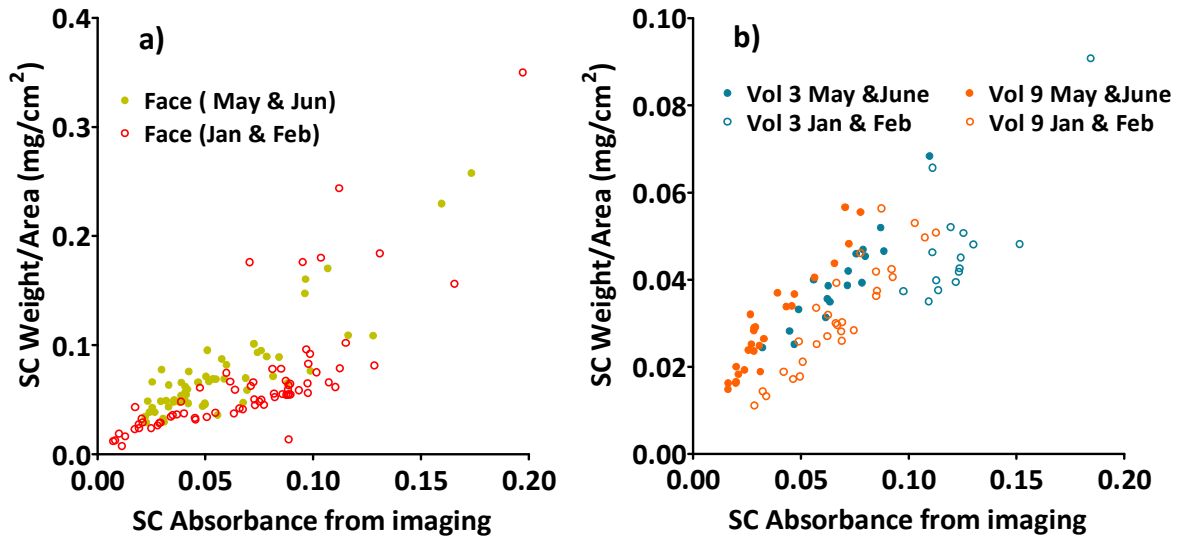 a)
SC Weight/Area (mg/cm²)
0.4
0.3
0.2
0.1
0.0
Face ( May & Jun)
Face (Jan & Feb)
0.00 0.05 0.10 0.15 0.20
SC Absorbance from imaging
b)
SC Weight/Area (mg/cm²)
0.10
0.08
0.06
0.04
0.02
0.00
Vol 3 May &June Vol 9 May &June
Vol 3 Jan & Feb Vol 9 Jan & Feb
0.00 0.05 0.10 0.15 0.20
SC Absorbance from imaging